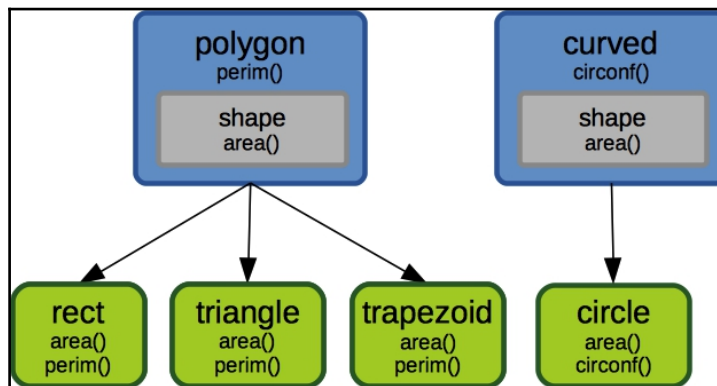 polygon
perim()
shape
area()
curved
circonf()
shape
area()
rect
area()
perim()
triangle
area()
perim()
trapezoid
area()
perim()
circle
area()
circonf()